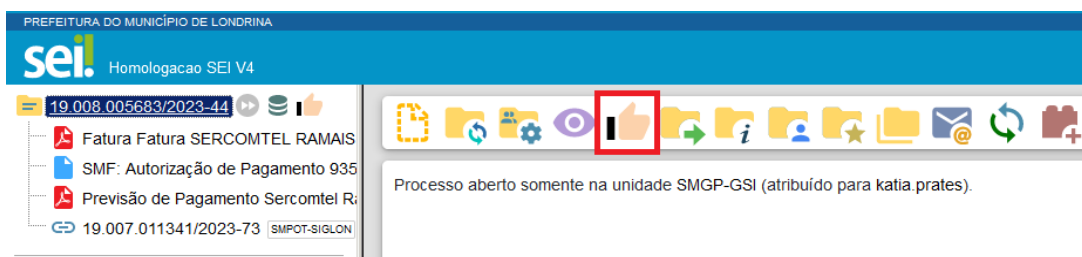 PREFEITURA DO MUNICÍPIO DE LONDRINA
sei!
Homologacao SEI V4
19.008.005683/2023-44
Fatura Fatura SERCOMTEL RAMAIS
SMF: Autorização de Pagamento 935
Previsão de Pagamento Sercomtel Ra
19.007.011341/2023-73 SMPOT-SIGLON
Processo aberto somente na unidade SMGP-GSI (atribuído para katia.prates).